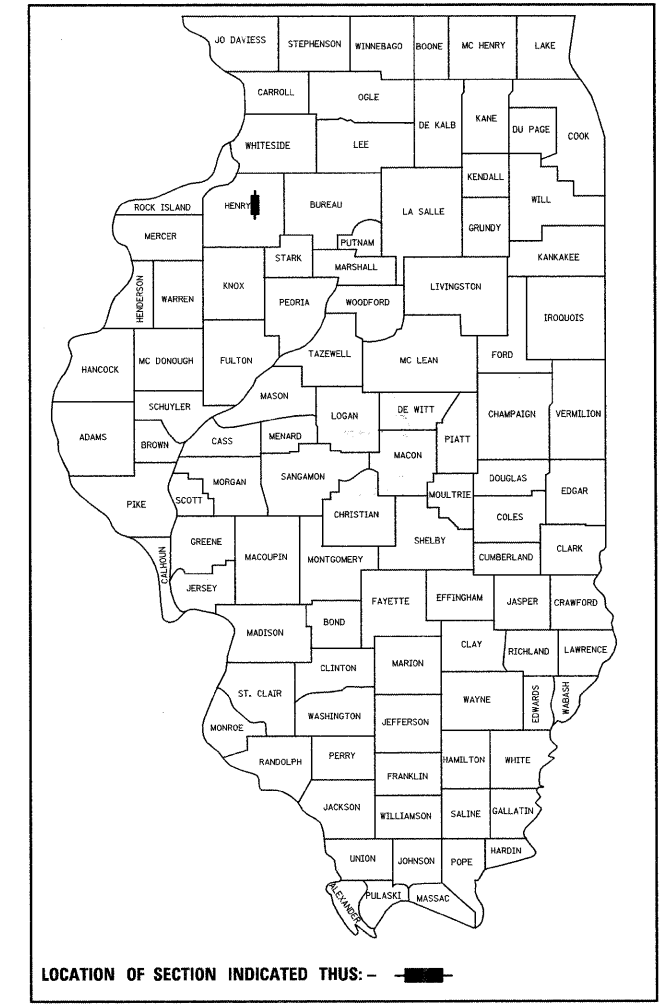 JO DAVIESS STEPHENSON WINNEBAGO BOONE MC HENRY LAKE
CARROLL OGLE
DE KALB KANE DU PAGE COOK
WHITESIDE LEE
KENDALL WILL
ROCK ISLAND HENRY BUREAU LA SALLE
GRUNDY
MERCER PUTNAM
STARK MARSHALL KANKAKEE
HENDERSON WARREN KNOX PEORIA WOODFORD LIVINGSTON
IROQUOIS
HANCOCK MC DONOUGH FULTON TAZEWELL MC LEAN FORD
MASON
SCHUYLER LOGAN DE WITT CHAMPAIGN VERMILION
ADAMS BROWN CASS MENARD PIATT
MACON
MORGAN SANGAMON DOUGLAS
PIKE SCOTT MOULTRIE EDGAR
CHRISTIAN COLES
GREENE MACOUPIN MONTGOMERY SHELBY
CALHOUN CUMBERLAND CLARK
JERSEY
FAYETTE EFFINGHAM JASPER CRAWFORD
MADISON BOND
CLAY RICHLAND LAWRENCE
CLINTON MARION
ST. CLAIR WAYNE EDWARDS WABASH
WASHINGTON JEFFERSON
MONROE
RANDOLPH PERRY HAMILTON WHITE
FRANKLIN
JACKSON WILLIAMSON SALINE GALLATIN
UNION JOHNSON POPE HARDIN
ALEXANDER PULASKI MASSAC
LOCATION OF SECTION INDICATED THUS: –